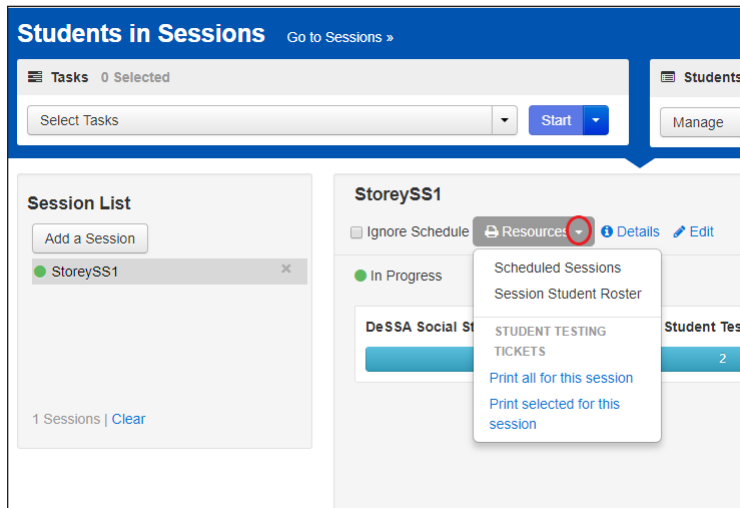 Students in Sessions Go to Sessions »
Tasks 0 Selected
Students
Select Tasks
Start
Manage
Session List
Add a Session
StoreySS1
1 Sessions | Clear
StoreySS1
Ignore Schedule
Resources
Details
Edit
In Progress
Scheduled Sessions
Session Student Roster
STUDENT TESTING
TICKETS
Print all for this session
Print selected for this
session
DeSSA Social St
Student Tes
2